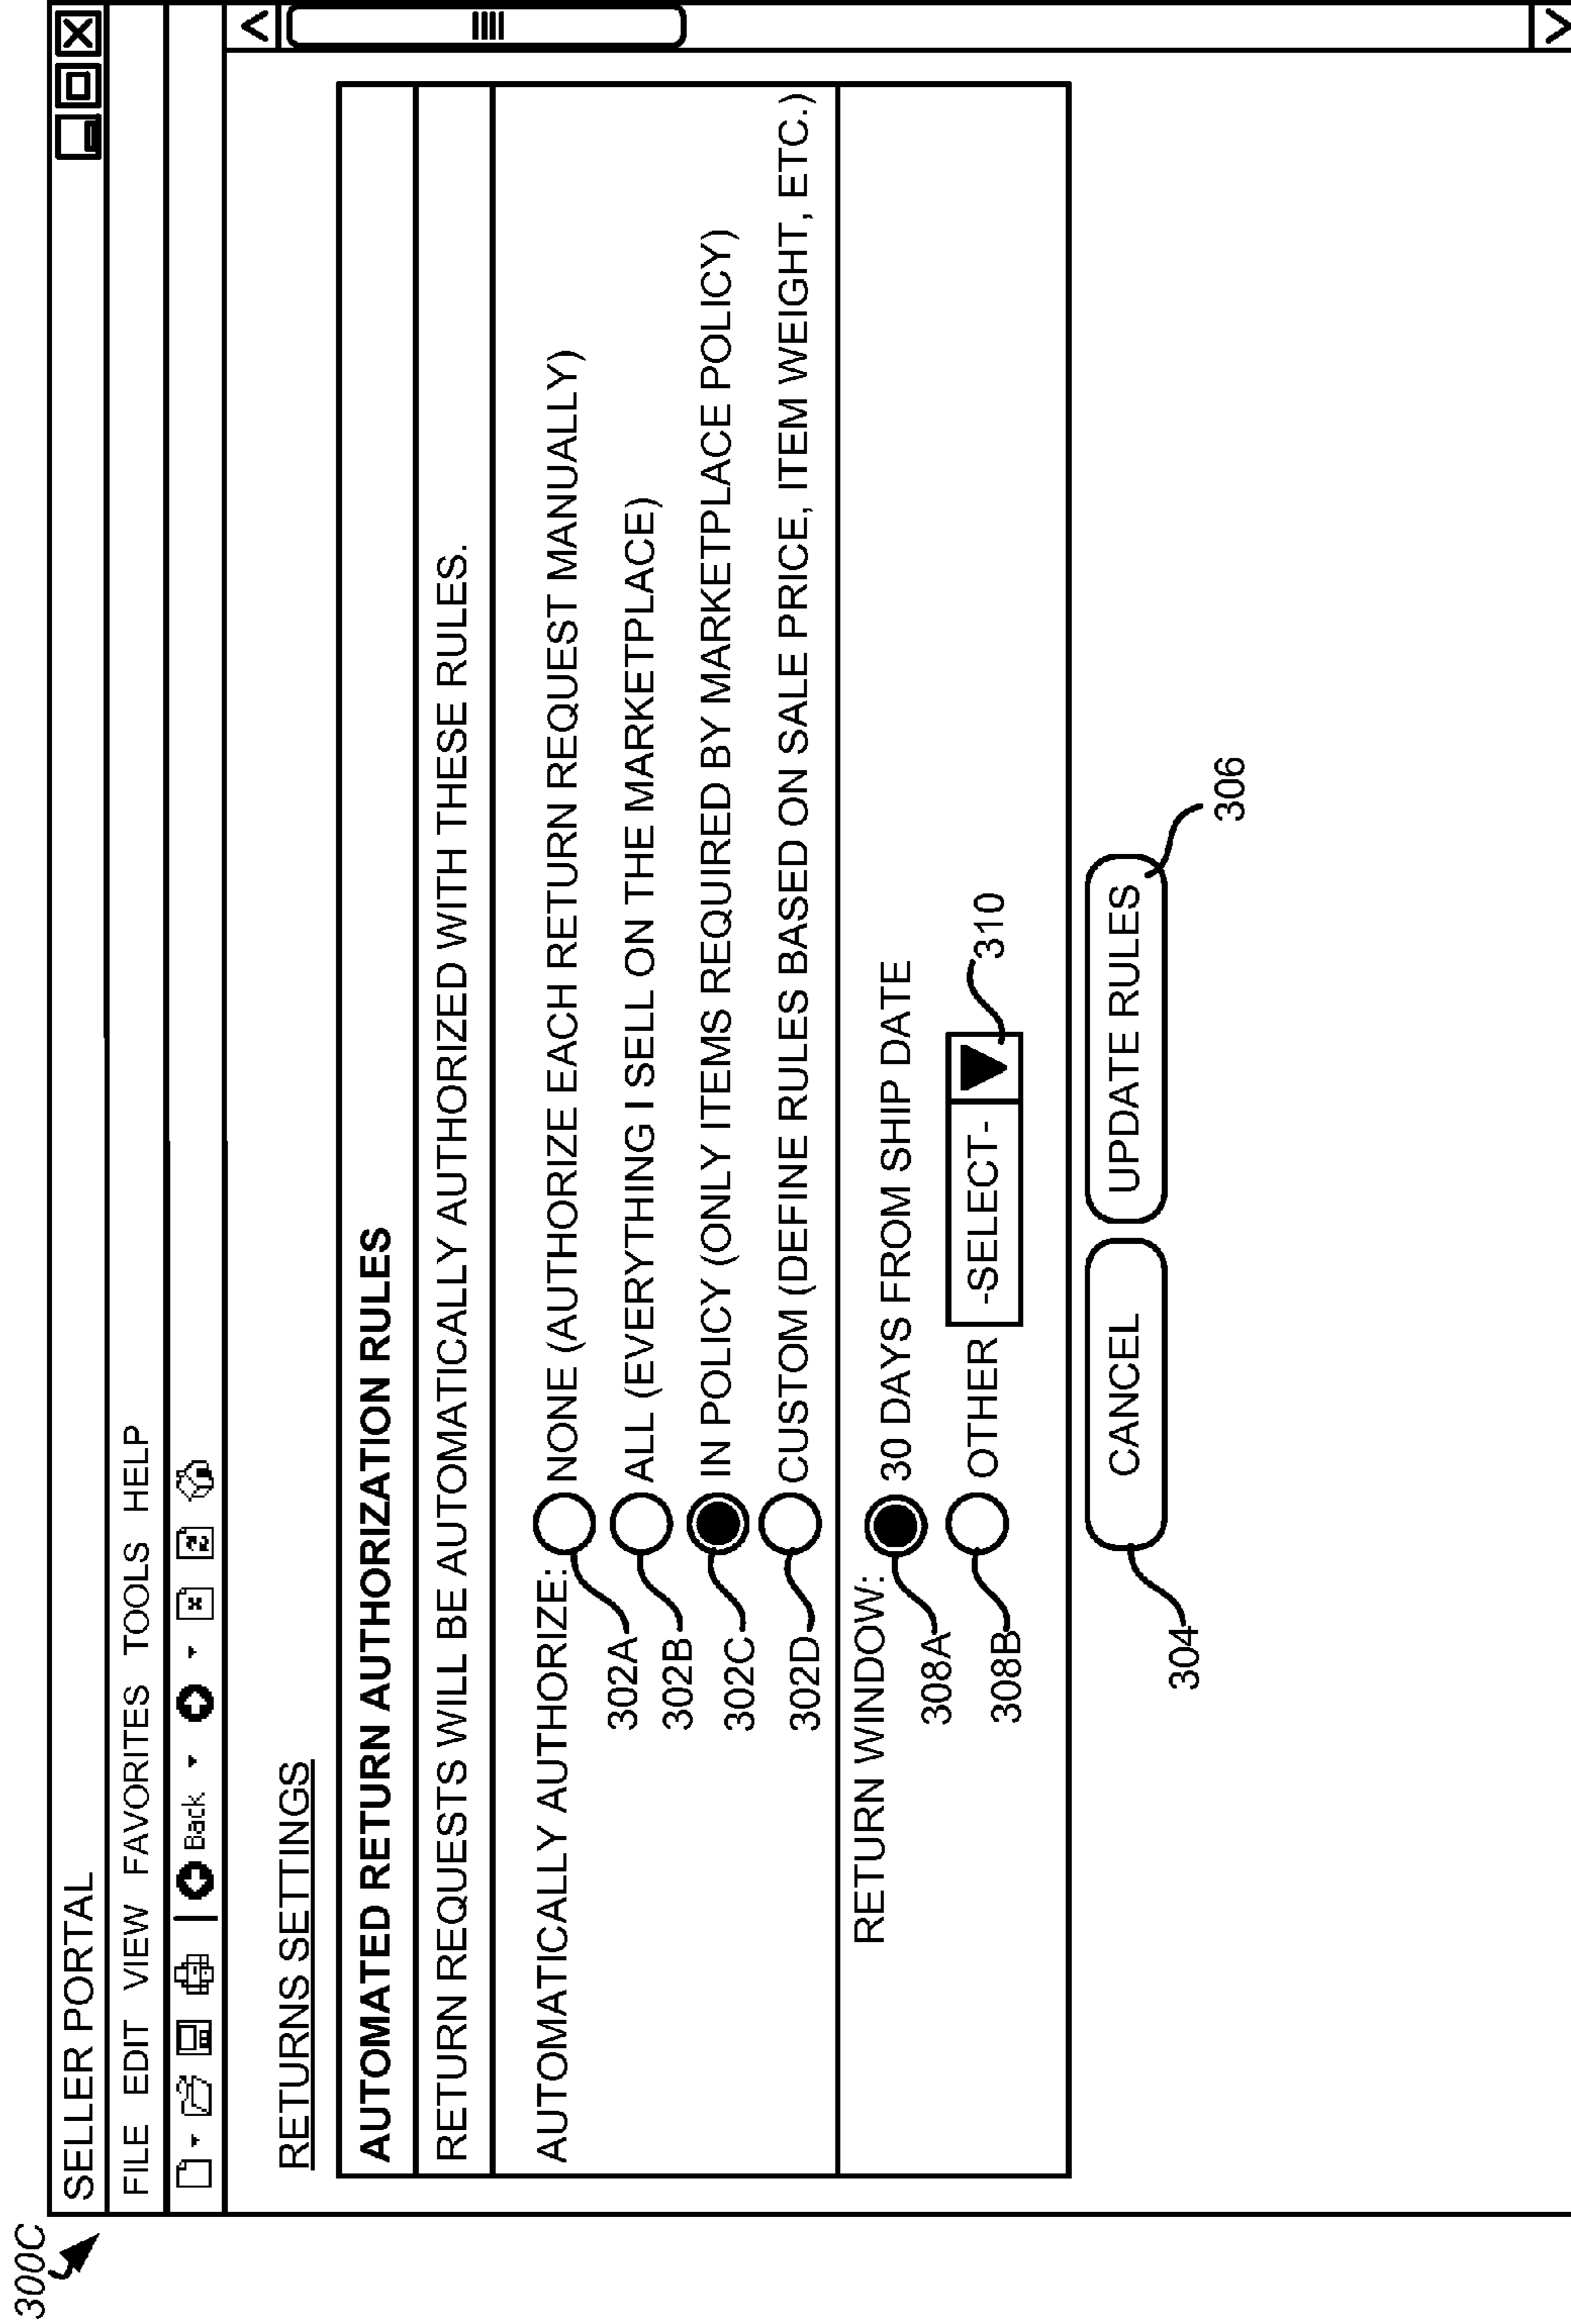 300C
SELLER PORTAL
FILE EDIT VIEW FAVORITES TOOLS HELP
Back
RETURNS SETTINGS
AUTOMATED RETURN AUTHORIZATION RULES
RETURN REQUESTS WILL BE AUTOMATICALLY AUTHORIZED WITH THESE RULES.
AUTOMATICALLY AUTHORIZE: NONE (AUTHORIZE EACH RETURN REQUEST MANUALLY)
302A
ALL (EVERYTHING I SELL ON THE MARKETPLACE)
302B
IN POLICY (ONLY ITEMS REQUIRED BY MARKETPLACE POLICY)
302C
CUSTOM (DEFINE RULES BASED ON SALE PRICE, ITEM WEIGHT, ETC.)
302D
RETURN WINDOW: 30 DAYS FROM SHIP DATE
308A
OTHER -SELECT- 310
308B
CANCEL UPDATE RULES
304 306